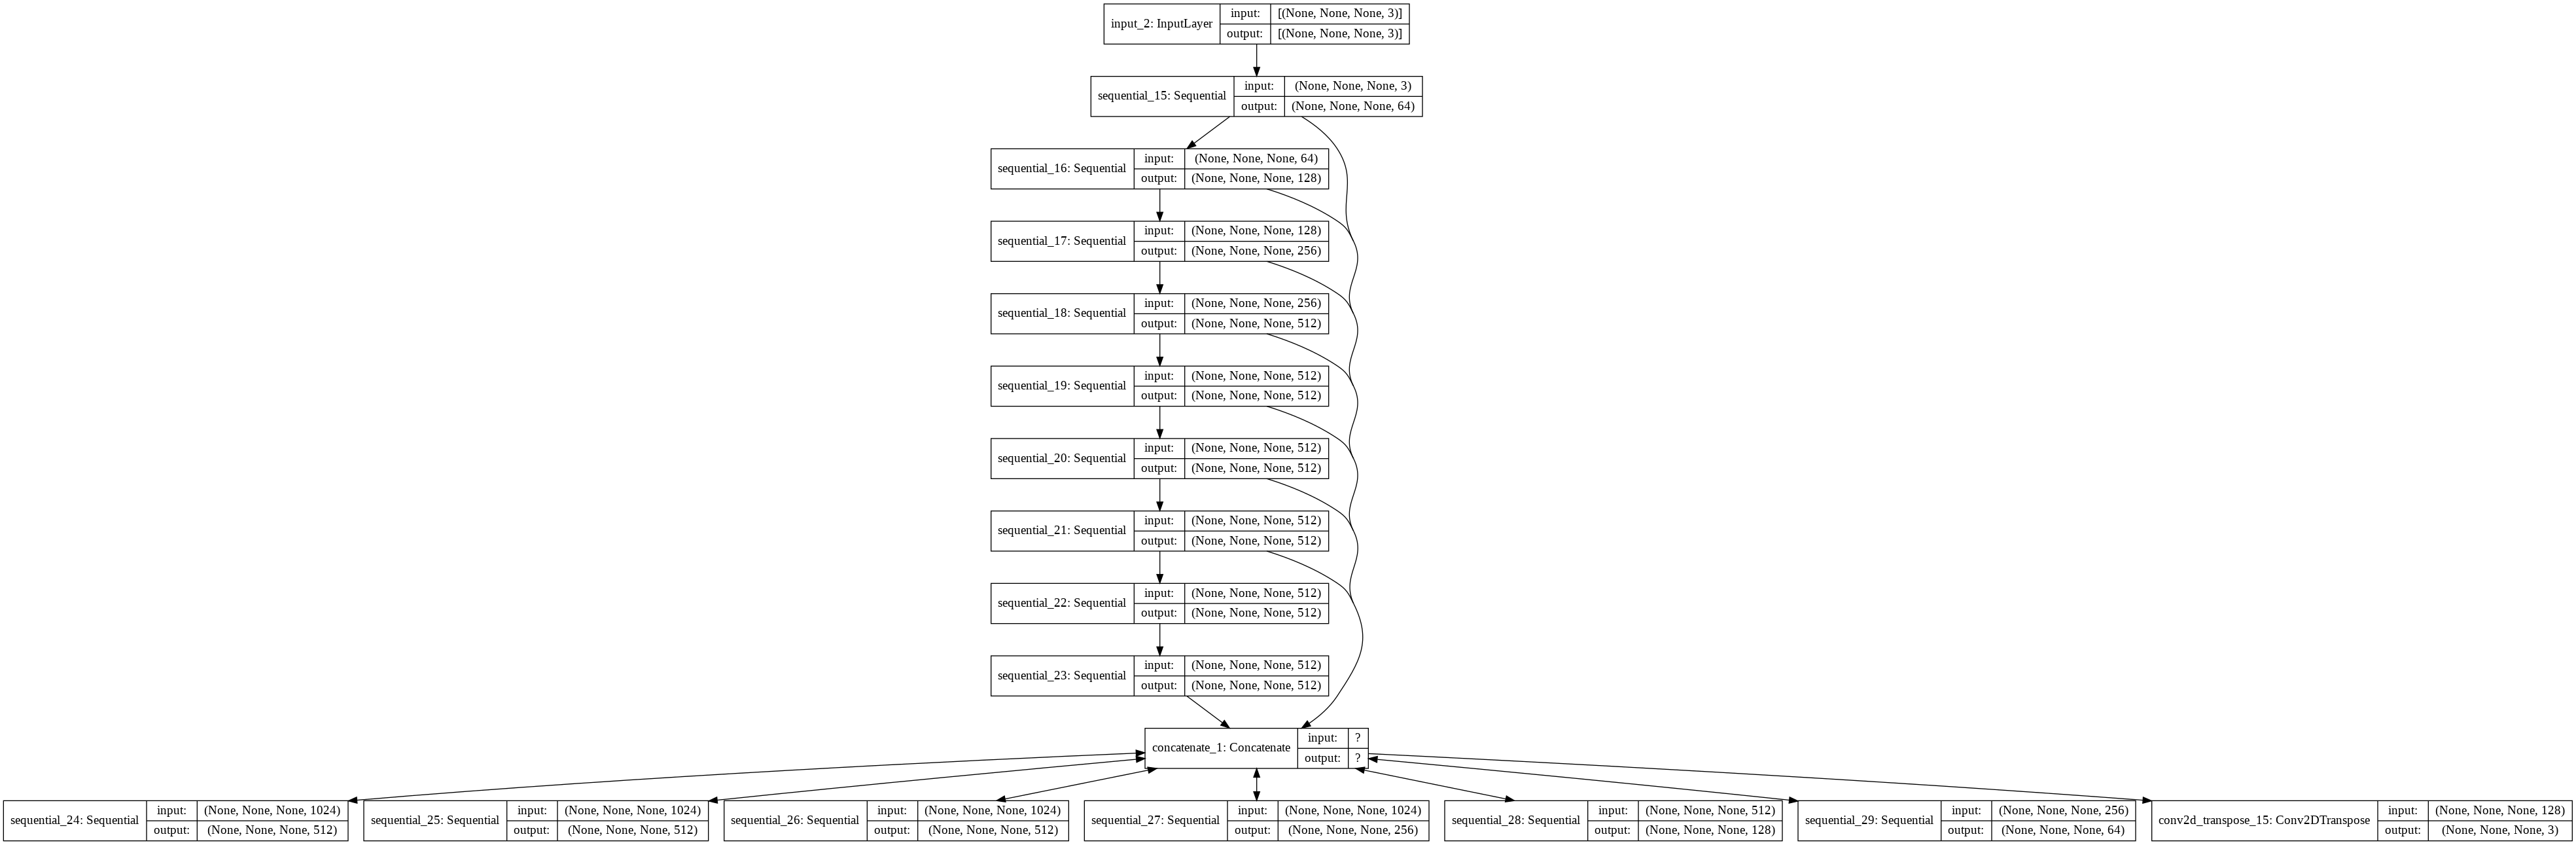 input_2: InputLayer
input: [(None, None, None, 3)]
output: [(None, None, None, 3)]
sequential_15: Sequential
input: (None, None, None, 3)
output: (None, None, None, 64)
sequential_16: Sequential
input: (None, None, None, 64)
output: (None, None, None, 128)
sequential_17: Sequential
input: (None, None, None, 128)
output: (None, None, None, 256)
sequential_18: Sequential
input: (None, None, None, 256)
output: (None, None, None, 512)
sequential_19: Sequential
input: (None, None, None, 512)
output: (None, None, None, 512)
sequential_20: Sequential
input: (None, None, None, 512)
output: (None, None, None, 512)
sequential_21: Sequential
input: (None, None, None, 512)
output: (None, None, None, 512)
sequential_22: Sequential
input: (None, None, None, 512)
output: (None, None, None, 512)
sequential_23: Sequential
input: (None, None, None, 512)
output: (None, None, None, 512)
concatenate_1: Concatenate
input: ?
output: ?
sequential_24: Sequential
input: (None, None, None, 1024)
output: (None, None, None, 512)
sequential_25: Sequential
input: (None, None, None, 1024)
output: (None, None, None, 512)
sequential_26: Sequential
input: (None, None, None, 1024)
output: (None, None, None, 512)
sequential_27: Sequential
input: (None, None, None, 1024)
output: (None, None, None, 256)
sequential_28: Sequential
input: (None, None, None, 512)
output: (None, None, None, 128)
sequential_29: Sequential
input: (None, None, None, 256)
output: (None, None, None, 64)
conv2d_transpose_15: Conv2DTranspose
input: (None, None, None, 128)
output: (None, None, None, 3)